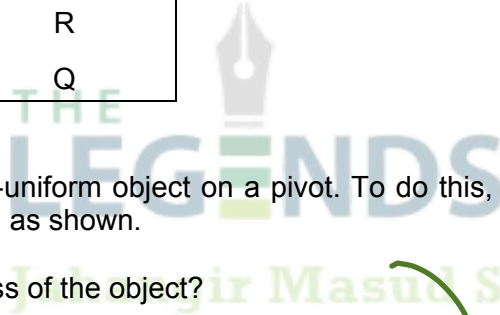 R
Q
THE
LEGENDS
-uniform object on a pivot. To do this,
as shown.
Jahangir Masud S
ss of the object?